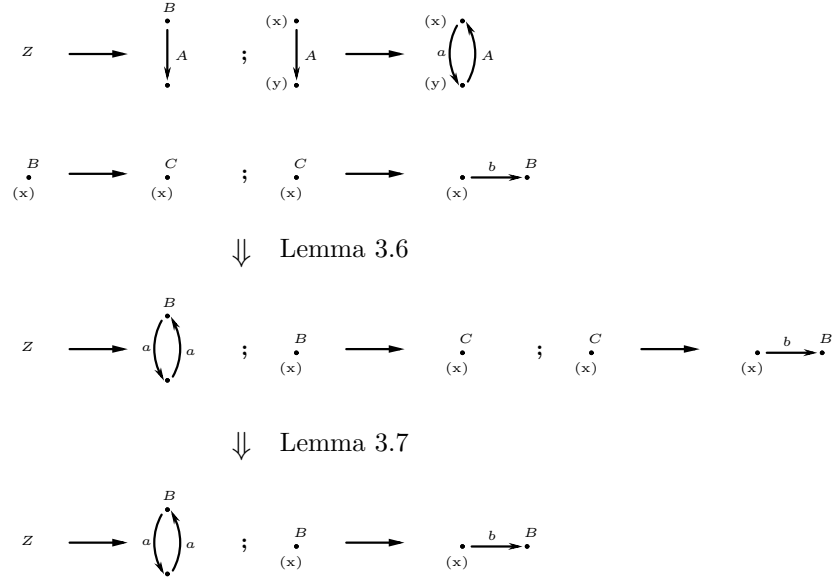 B (x) (x)
Z A ; A a A
(y) (y)
B C C b B
;
(x) (x) (x) (x)
⇓ Lemma 3.6
B B C C b B
Z a a ; ;
(x) (x) (x) (x)
⇓ Lemma 3.7
B B b B
Z a a ;
(x) (x)